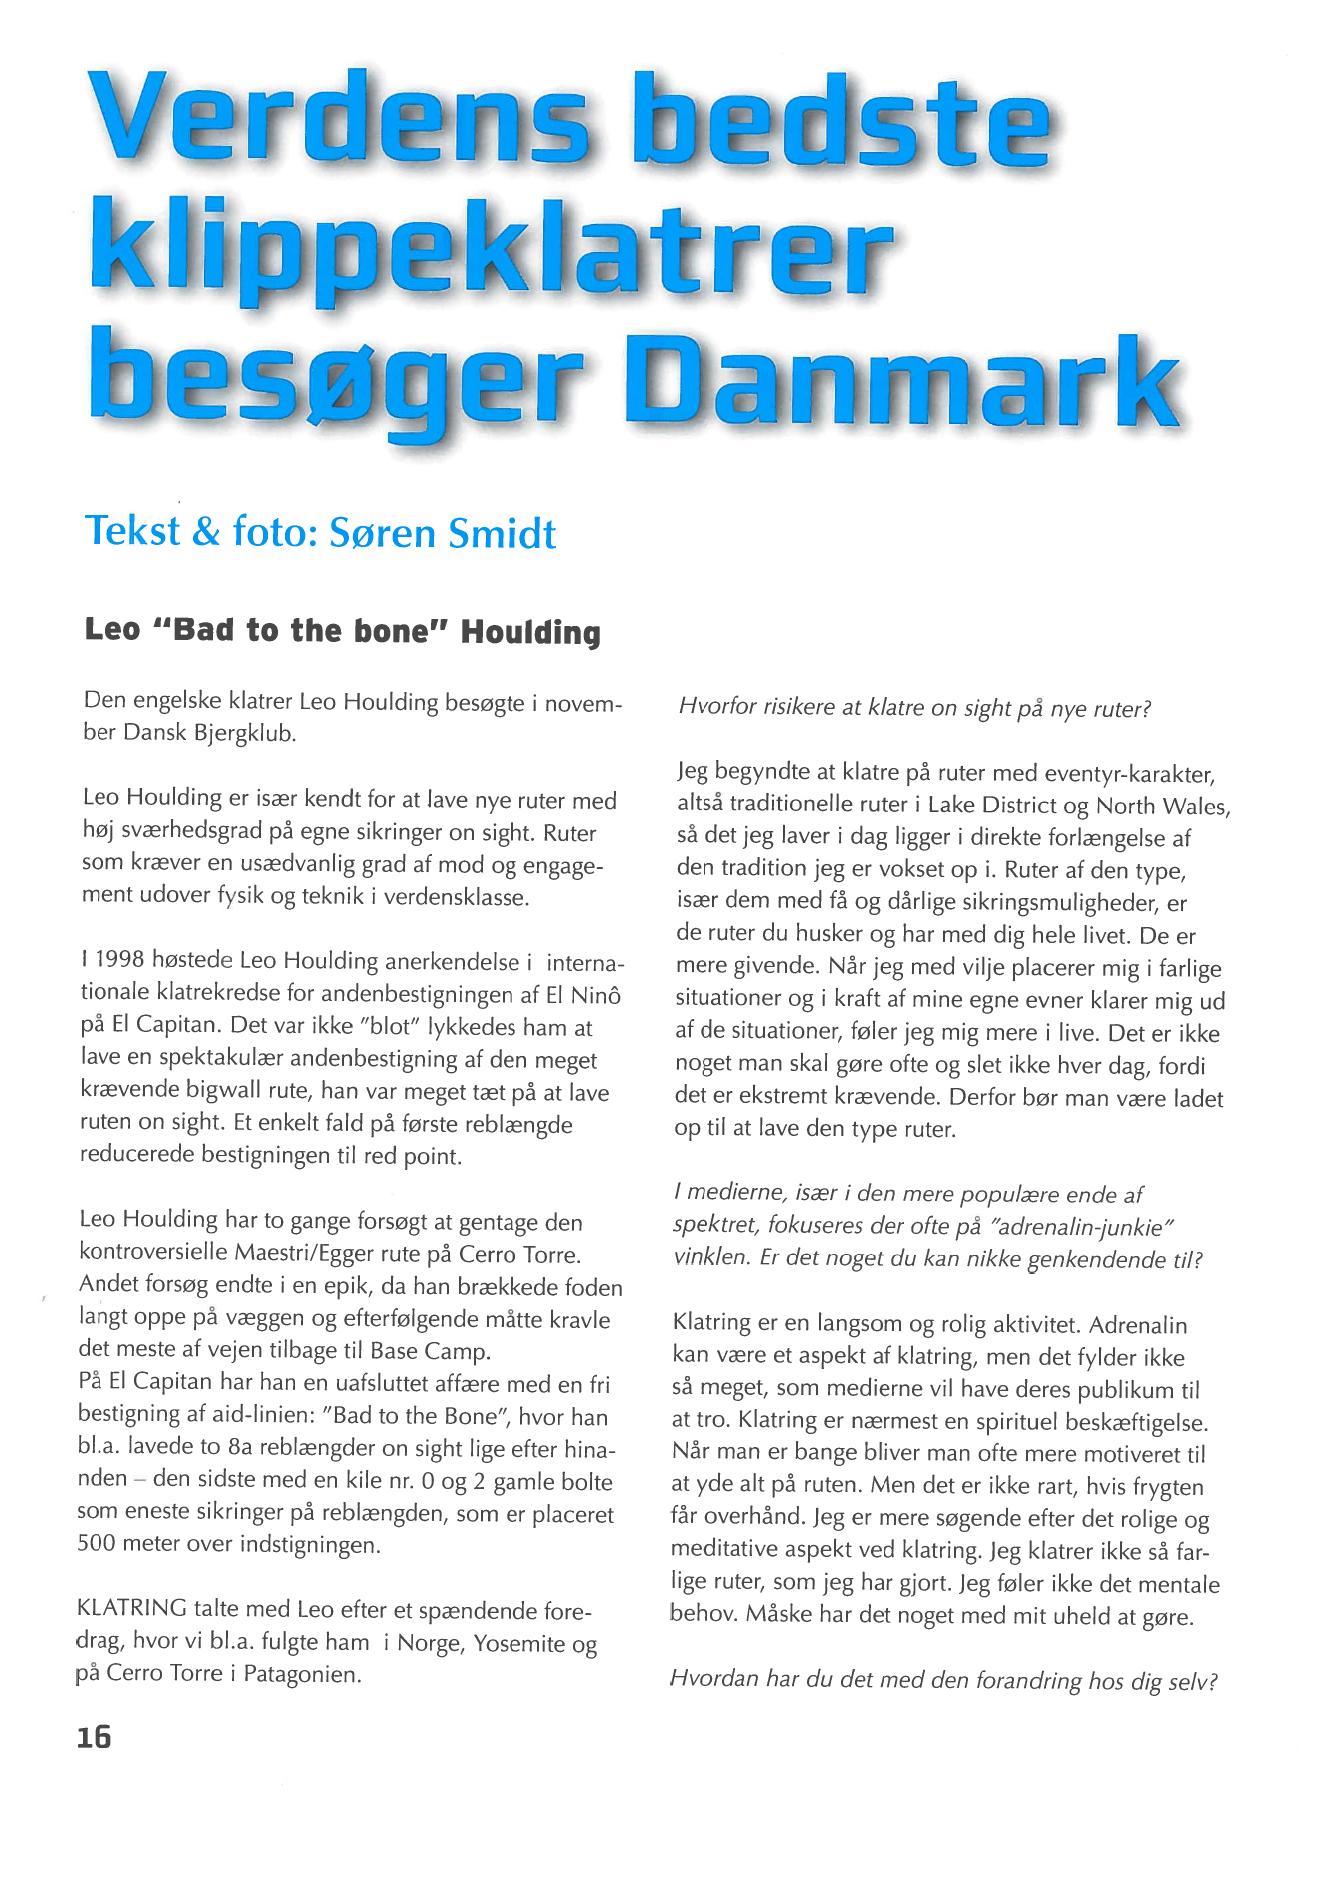 Verdens bedste
klippeklatrer
besøger Danmark
Tekst & foto: Søren Smidt
Leo "Bad to the bone" Houlding
Den engelske klatrer Leo Houlding besøgte i novem-
ber Dansk Bjergklub.
Leo Houlding er især kendt for at lave nye ruter med
høj sværhedsgrad på egne sikringer on sight. Ruter
som kræver en usædvanlig grad af mod og engage-
ment udover fysik og teknik i verdensklasse.
I 1998 høstede Leo Houlding anerkendelse i interna-
tionale klatrekredse for andenbestigningen af El Ninô
på El Capitan. Det var ikke "blot" lykkedes ham at
lave en spektakulær andenbestigning af den meget
krævende bigwall rute, han var meget tæt på at lave
ruten on sight. Et enkelt fald på første reblængde
reducerede bestigningen til red point.
Leo Houlding har to gange forsøgt at gentage den
kontroversielle Maestri/Egger rute på Cerro Torre.
Andet forsøg endte i en epik, da han brækkede foden
langt oppe på væggen og efterfølgende måtte kravle
det meste af vejen tilbage til Base Camp.
På El Capitan har han en uafsluttet affære med en fri
bestigning af aid-linien: "Bad to the Bone", hvor han
bl.a. lavede to 8a reblængder on sight lige efter hina-
nden – den sidste med en kile nr. 0 og 2 gamle bolte
som eneste sikringer på reblængden, som er placeret
500 meter over indstigningen.
KLATRING talte med Leo efter et spændende fore-
drag, hvor vi bl.a. fulgte ham i Norge, Yosemite og
på Cerro Torre i Patagonien.
Hvorfor risikere at klatre on sight på nye ruter?
Jeg begyndte at klatre på ruter med eventyr-karakter,
altså traditionelle ruter i Lake District og North Wales,
så det jeg laver i dag ligger i direkte forlængelse af
den tradition jeg er vokset op i. Ruter af den type,
især dem med få og dårlige sikringsmuligheder, er
de ruter du husker og har med dig hele livet. De er
mere givende. Når jeg med vilje placerer mig i farlige
situationer og i kraft af mine egne evner klarer mig ud
af de situationer, føler jeg mig mere i live. Det er ikke
noget man skal gøre ofte og slet ikke hver dag, fordi
det er ekstremt krævende. Derfor bør man være ladet
op til at lave den type ruter.
I medierne, især i den mere populære ende af
spektret, fokuseres der ofte på "adrenalin-junkie"
vinklen. Er det noget du kan nikke genkendende til?
Klatring er en langsom og rolig aktivitet. Adrenalin
kan være et aspekt af klatring, men det fylder ikke
så meget, som medierne vil have deres publikum til
at tro. Klatring er nærmest en spirituel beskæftigelse.
Når man er bange bliver man ofte mere motiveret til
at yde alt på ruten. Men det er ikke rart, hvis frygten
får overhånd. Jeg er mere søgende efter det rolige og
meditative aspekt ved klatring. Jeg klatrer ikke så far-
lige ruter, som jeg har gjort. Jeg føler ikke det mentale
behov. Måske har det noget med mit uheld at gøre.
Hvordan har du det med den forandring hos dig selv?
16